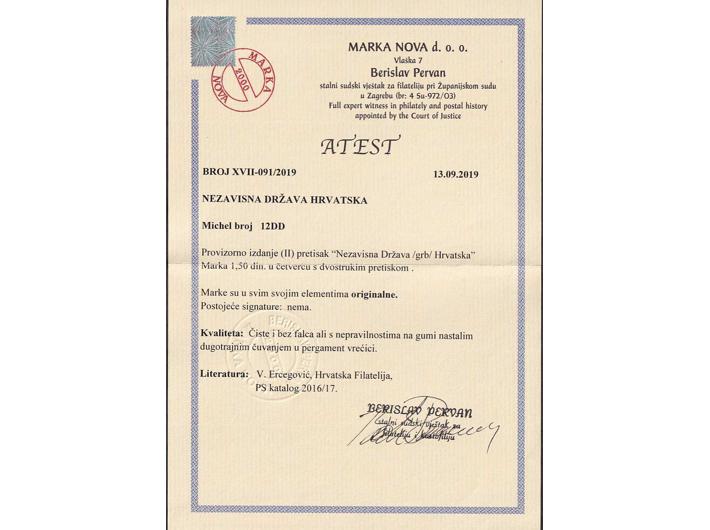 MARKA NOVA d. o. o.
Vlaška 7
Berislav Pervan
stalni sudski vještak za filateliju pri Županijskom sudu
u Zagrebu (br: 4 Su-972/03)
Full expert witness in philately and postal history
appointed by the Court of Justice
MARKA
2000
NOVA
ATEST
BROJ XVII-091/2019 13.09.2019
NEZAVISNA DRŽAVA HRVATSKA
Michel broj 12DD
Provizorno izdanje (II) pretisak “Nezavisna Država /grb/ Hrvatska”
Marka 1,50 din. u četvercu s dvostrukim pretiskom .
Marke su u svim svojim elementima originalne.
Postojeće signature: nema.
Kvaliteta: Čiste i bez falca ali s nepravilnostima na gumi nastalim
dugotrajnim čuvanjem u pergament vrećici.
Literatura: V. Ercegović, Hrvatska Filatelija,
PS katalog 2016/17.
BERISLAV PERVAN
stalni sudski vještak za
filateliju i